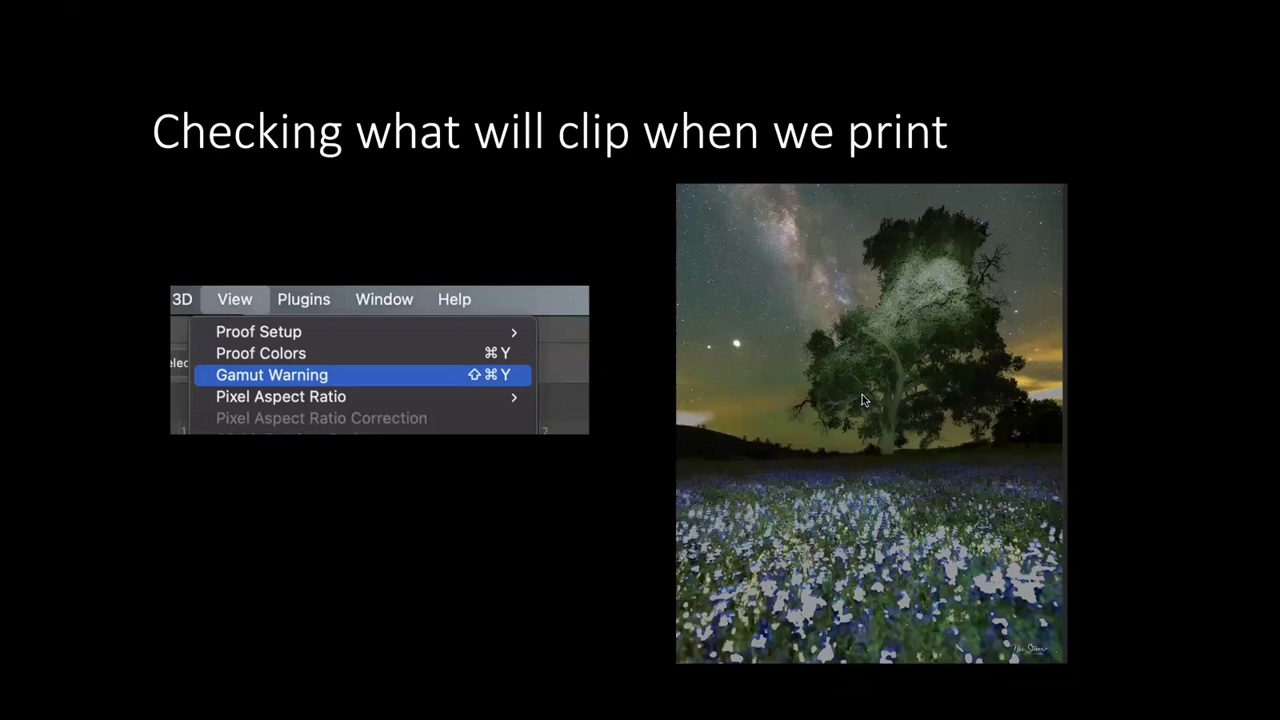 Checking what will clip when we print
3D View Plugins Window Help
Proof Setup
elec
Proof Colors ⌘Y
Gamut Warning ⇧⌘Y
Pixel Aspect Ratio
Pixel Aspect Ratio Correction